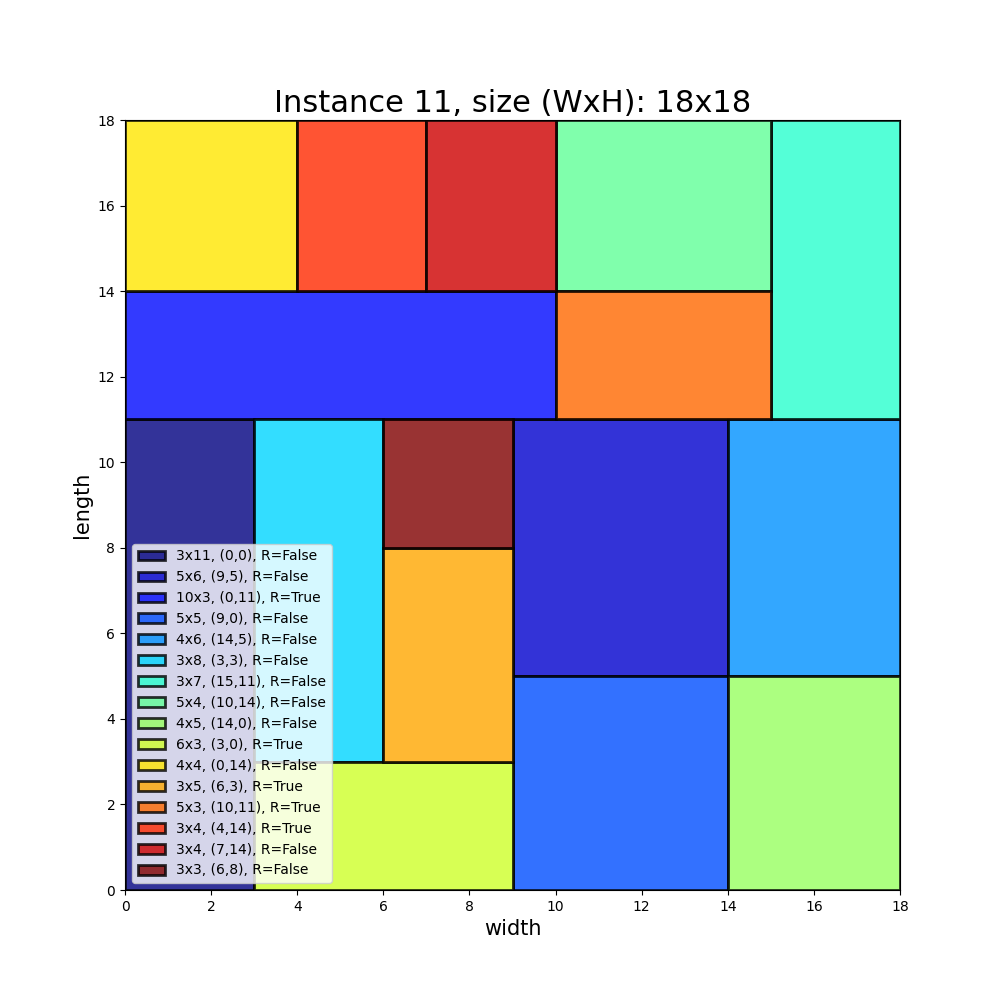 Instance 11, size (WxH): 18x18
18
16
14
12
10
8
6
4
2
0
length
3x11, (0,0), R=False
5x6, (9,5), R=False
10x3, (0,11), R=True
5x5, (9,0), R=False
4x6, (14,5), R=False
3x8, (3,3), R=False
3x7, (15,11), R=False
5x4, (10,14), R=False
4x5, (14,0), R=False
6x3, (3,0), R=True
4x4, (0,14), R=False
3x5, (6,3), R=True
5x3, (10,11), R=True
3x4, (4,14), R=True
3x4, (7,14), R=False
3x3, (6,8), R=False
0 2 4 6 8 10 12 14 16 18
width